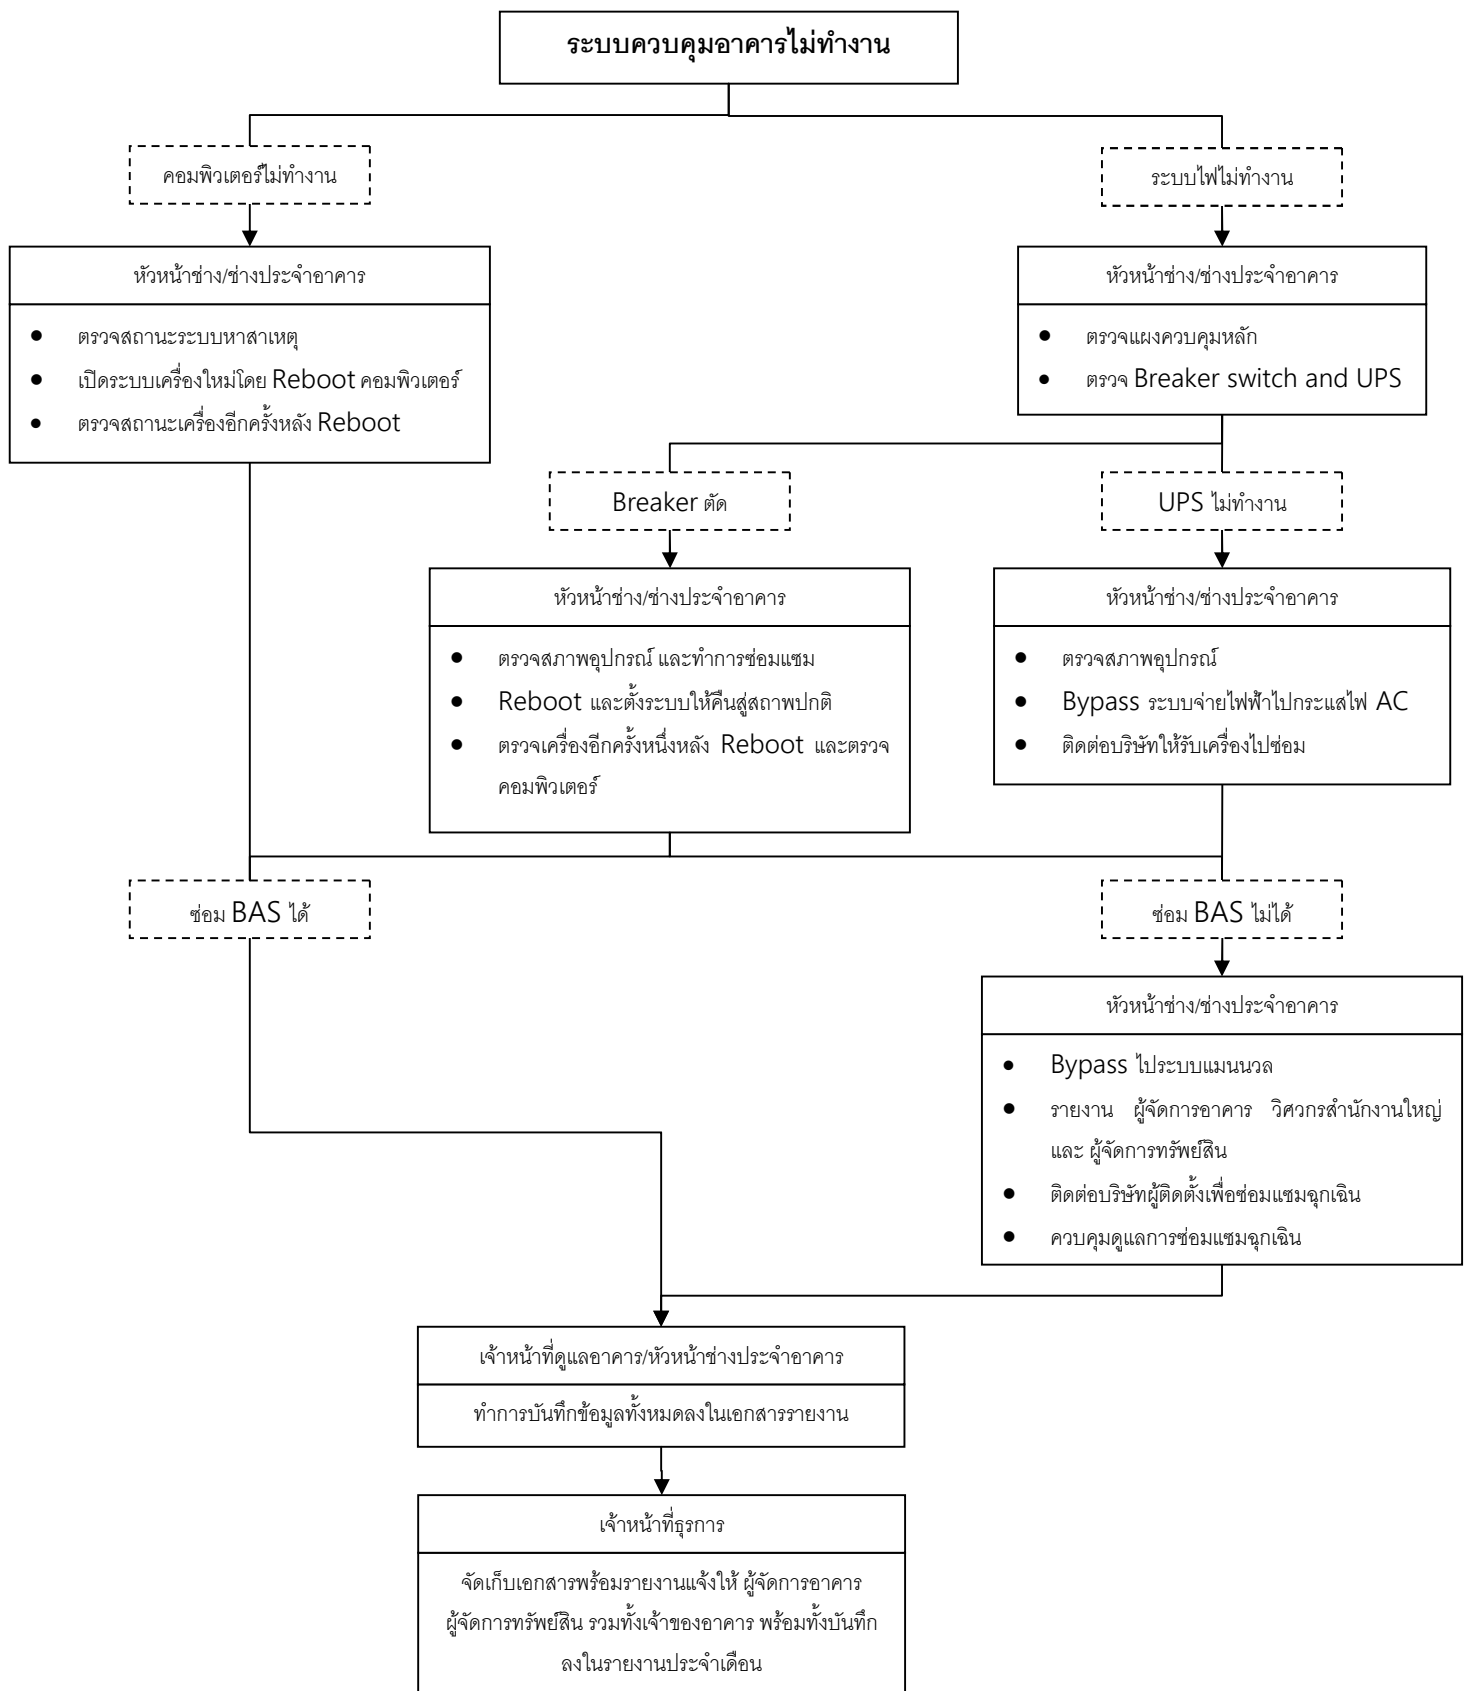 ระบบควบคุมอาคารไม่ทำงาน
คอมพิวเตอร์ไม่ทำงาน
ระบบไฟไม่ทำงาน
หัวหน้าช่าง/ช่างประจำอาคาร
● ตรวจสถานะระบบหาสาเหตุ
● เปิดระบบเครื่องใหม่โดย Reboot คอมพิวเตอร์
● ตรวจสถานะเครื่องอีกครั้งหลัง Reboot
หัวหน้าช่าง/ช่างประจำอาคาร
● ตรวจแผงควบคุมหลัก
● ตรวจ Breaker switch and UPS
Breaker ตัด
UPS ไม่ทำงาน
หัวหน้าช่าง/ช่างประจำอาคาร
● ตรวจสภาพอุปกรณ์ และทำการซ่อมแซม
● Reboot และตั้งระบบให้คืนสู่สภาพปกติ
● ตรวจเครื่องอีกครั้งหนึ่งหลัง Reboot และตรวจ
คอมพิวเตอร์
หัวหน้าช่าง/ช่างประจำอาคาร
● ตรวจสภาพอุปกรณ์
● Bypass ระบบจ่ายไฟฟ้าไปกระแสไฟ AC
● ติดต่อบริษัทให้รับเครื่องไปซ่อม
ซ่อม BAS ได้
ซ่อม BAS ไม่ได้
หัวหน้าช่าง/ช่างประจำอาคาร
● Bypass ไประบบแมนนวล
● รายงาน ผู้จัดการอาคาร วิศวกรสำนักงานใหญ่
และ ผู้จัดการทรัพย์สิน
● ติดต่อบริษัทผู้ติดตั้งเพื่อซ่อมแซมฉุกเฉิน
● ควบคุมดูแลการซ่อมแซมฉุกเฉิน
เจ้าหน้าที่ดูแลอาคาร/หัวหน้าช่างประจำอาคาร
ทำการบันทึกข้อมูลทั้งหมดลงในเอกสารรายงาน
เจ้าหน้าที่ธุรการ
จัดเก็บเอกสารพร้อมรายงานแจ้งให้ ผู้จัดการอาคาร
ผู้จัดการทรัพย์สิน รวมทั้งเจ้าของอาคาร พร้อมทั้งบันทึก
ลงในรายงานประจำเดือน